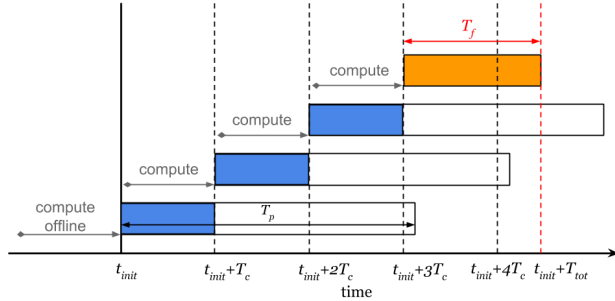 T_f
compute
compute
compute
compute
offline
T_p
t_init t_init+T_c t_init+2T_c t_init+3T_c t_init+4T_c t_init+T_tot
time